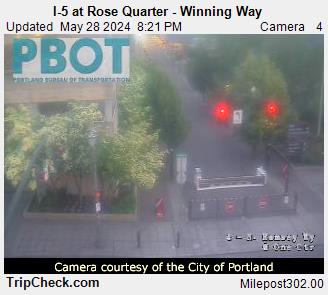 I-5 at Rose Quarter - Winning Way
Updated May 28 2024 8:21 PM Camera 4
PBOT
PORTLAND BUREAU OF TRANSPORTATION
Camera courtesy of the City of Portland
TripCheck.com Milepost302.00